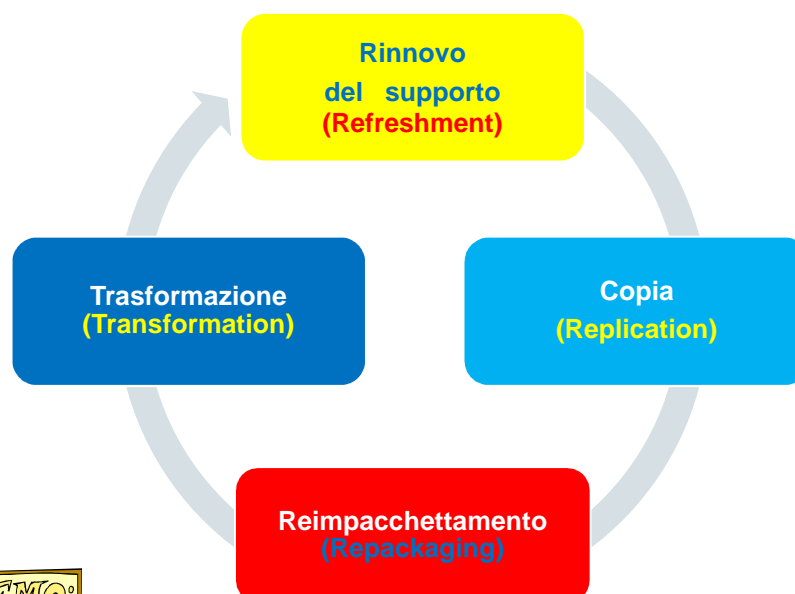 Rinnovo
del supporto
(Refreshment)
Trasformazione
(Transformation)
Copia
(Replication)
Reimpacchettamento
(Repackaging)